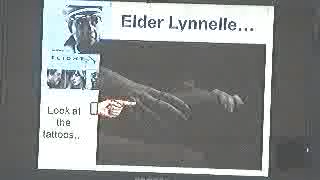 Elder Lynnelle...
FLIGHT
Look at
the
tattoos...